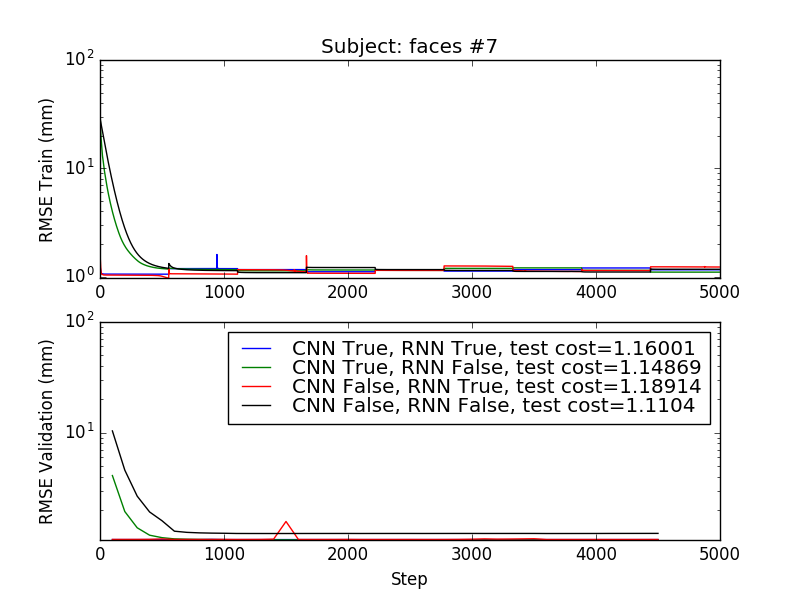 Subject: faces #7
10^2
10^1
10^0
RMSE Train (mm)
0 1000 2000 3000 4000 5000
10^2
10^1
RMSE Validation (mm)
CNN True, RNN True, test cost=1.16001
CNN True, RNN False, test cost=1.14869
CNN False, RNN True, test cost=1.18914
CNN False, RNN False, test cost=1.1104
0 1000 2000 3000 4000 5000
Step